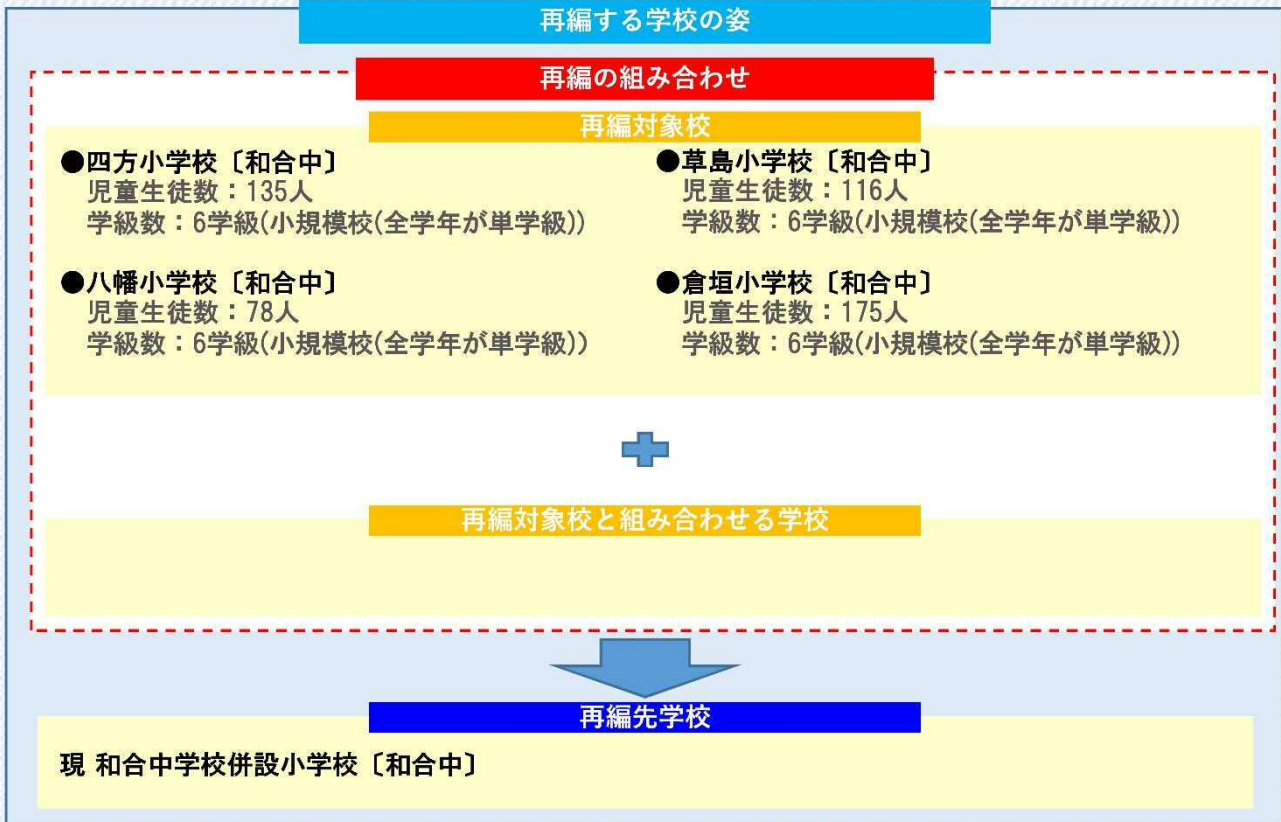 再編する学校の姿
再編の組み合わせ
再編対象校
●四方小学校〔和合中〕
児童生徒数：135人
学級数：6学級(小規模校(全学年が単学級))
●草島小学校〔和合中〕
児童生徒数：116人
学級数：6学級(小規模校(全学年が単学級))
●八幡小学校〔和合中〕
児童生徒数：78人
学級数：6学級(小規模校(全学年が単学級))
●倉垣小学校〔和合中〕
児童生徒数：175人
学級数：6学級(小規模校(全学年が単学級))
再編対象校と組み合わせる学校
再編先学校
現 和合中学校併設小学校〔和合中〕